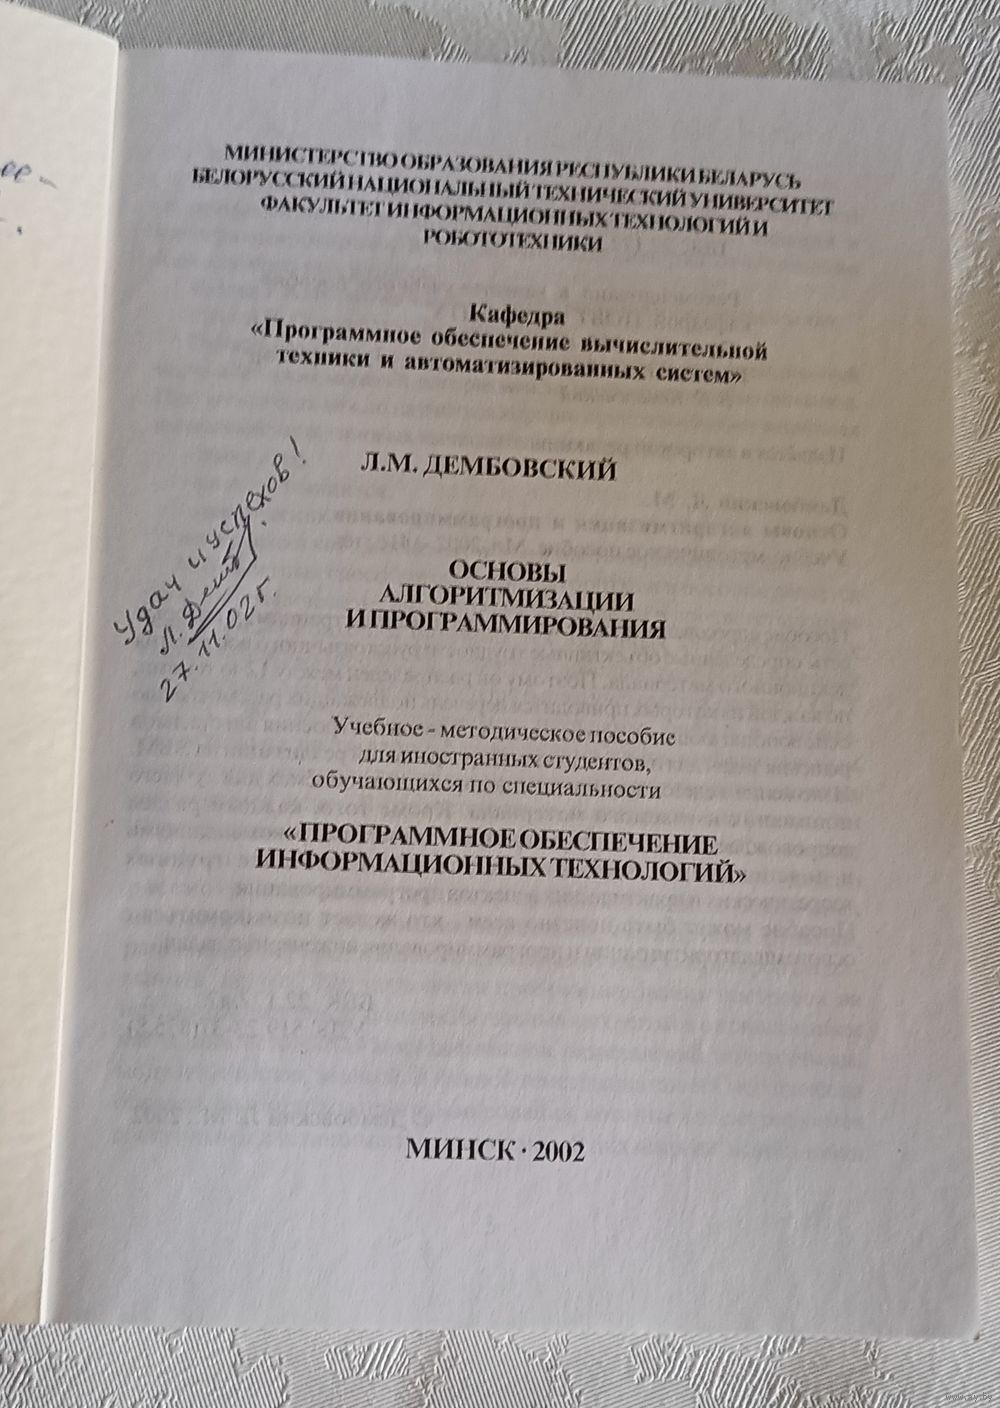 МИНИСТЕРСТВО ОБРАЗОВАНИЯ РЕСПУБЛИКИ БЕЛАРУСЬ
БЕЛОРУССКИЙ НАЦИОНАЛЬНЫЙ ТЕХНИЧЕСКИЙ УНИВЕРСИТЕТ
ФАКУЛЬТЕТ ИНФОРМАЦИОННЫХ ТЕХНОЛОГИЙ И
РОБОТОТЕХНИКИ
Кафедра
«Программное обеспечение вычислительной
техники и автоматизированных систем»
Л.М. ДЕМБОВСКИЙ
Удач и успехов!
Л. Демб
27.11.02г.
ОСНОВЫ
АЛГОРИТМИЗАЦИИ
И ПРОГРАММИРОВАНИЯ
Учебное - методическое пособие
для иностранных студентов,
обучающихся по специальности
«ПРОГРАММНОЕ ОБЕСПЕЧЕНИЕ
ИНФОРМАЦИОННЫХ ТЕХНОЛОГИЙ»
МИНСК · 2002